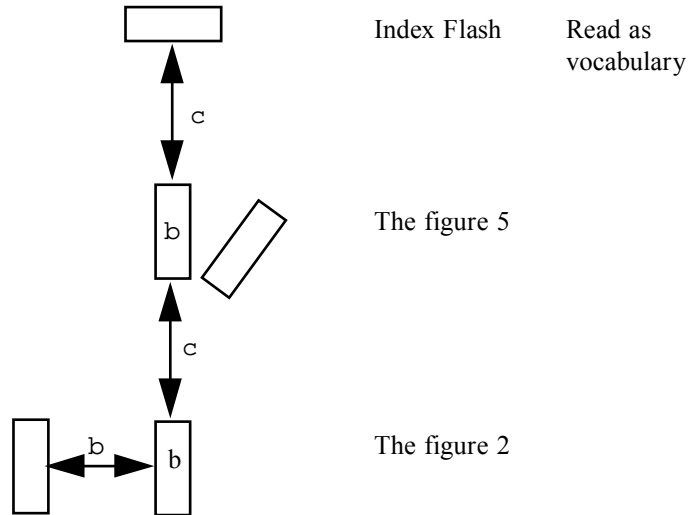 Index Flash Read as
vocabulary
c
b The figure 5
c
b b The figure 2